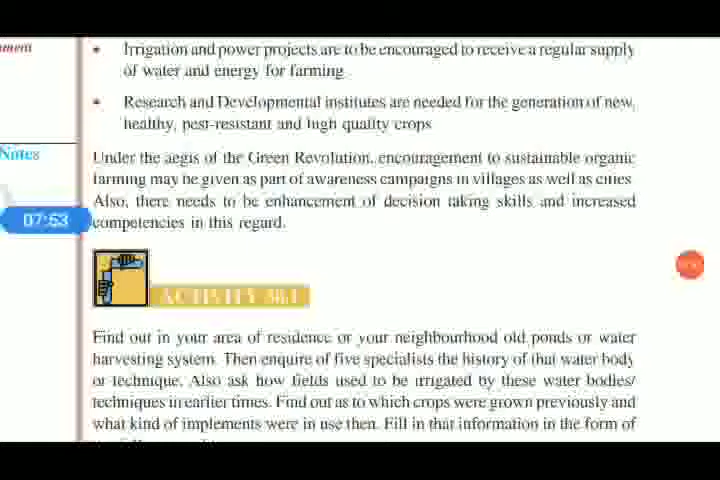 nment
• Irrigation and power projects are to be encouraged to receive a regular supply
of water and energy for farming
• Research and Developmental institutes are needed for the generation of new,
healthy, pest-resistant and high quality crops
Notes
Under the aegis of the Green Revolution, encouragement to sustainable organic
farming may be given as part of awareness campaigns in villages as well as cities
Also, there needs to be enhancement of decision taking skills and increased
07:53
competencies in this regard.
ACTIVITY
Find out in your area of residence or your neighbourhood old ponds or water
harvesting system. Then enquire of five specialists the history of that water body
or technique. Also ask how fields used to be irrigated by these water bodies/
techniques in earlier times. Find out as to which crops were grown previously and
what kind of implements were in use then. Fill in that information in the form of